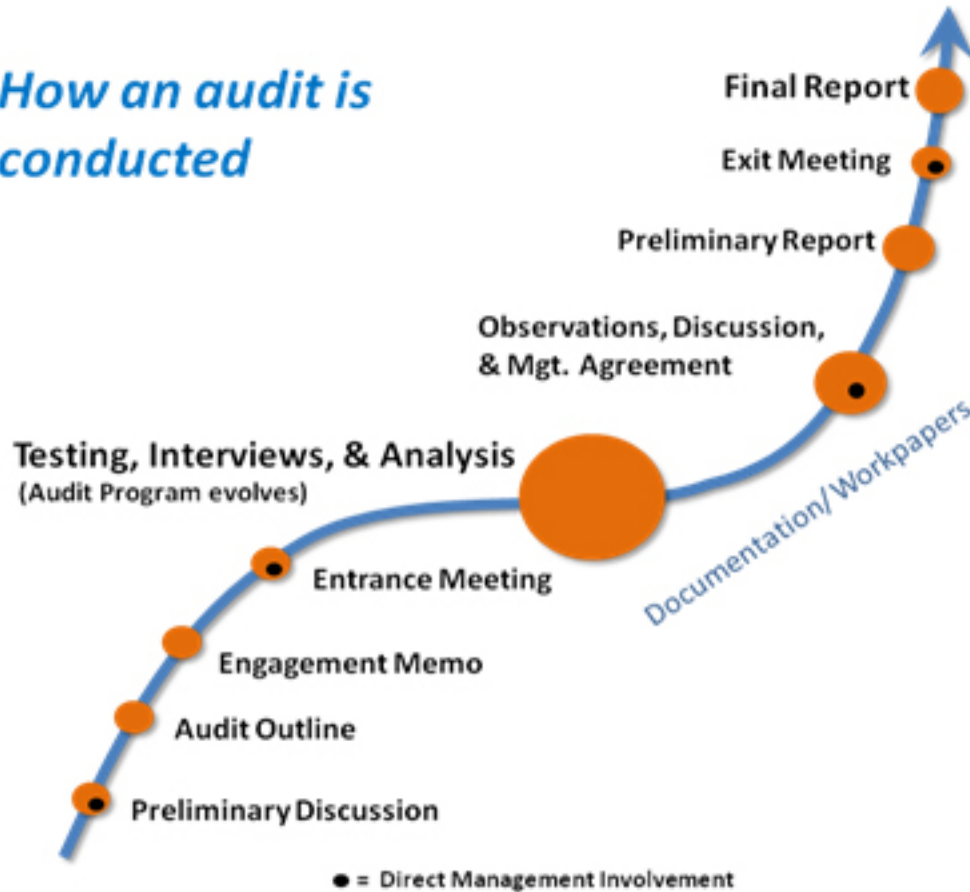 How an audit is
conducted
Final Report
Exit Meeting
Preliminary Report
Observations, Discussion,
& Mgt. Agreement
Testing, Interviews, & Analysis
(Audit Program evolves)
Documentation/ Workpapers
Entrance Meeting
Engagement Memo
Audit Outline
Preliminary Discussion
= Direct Management Involvement